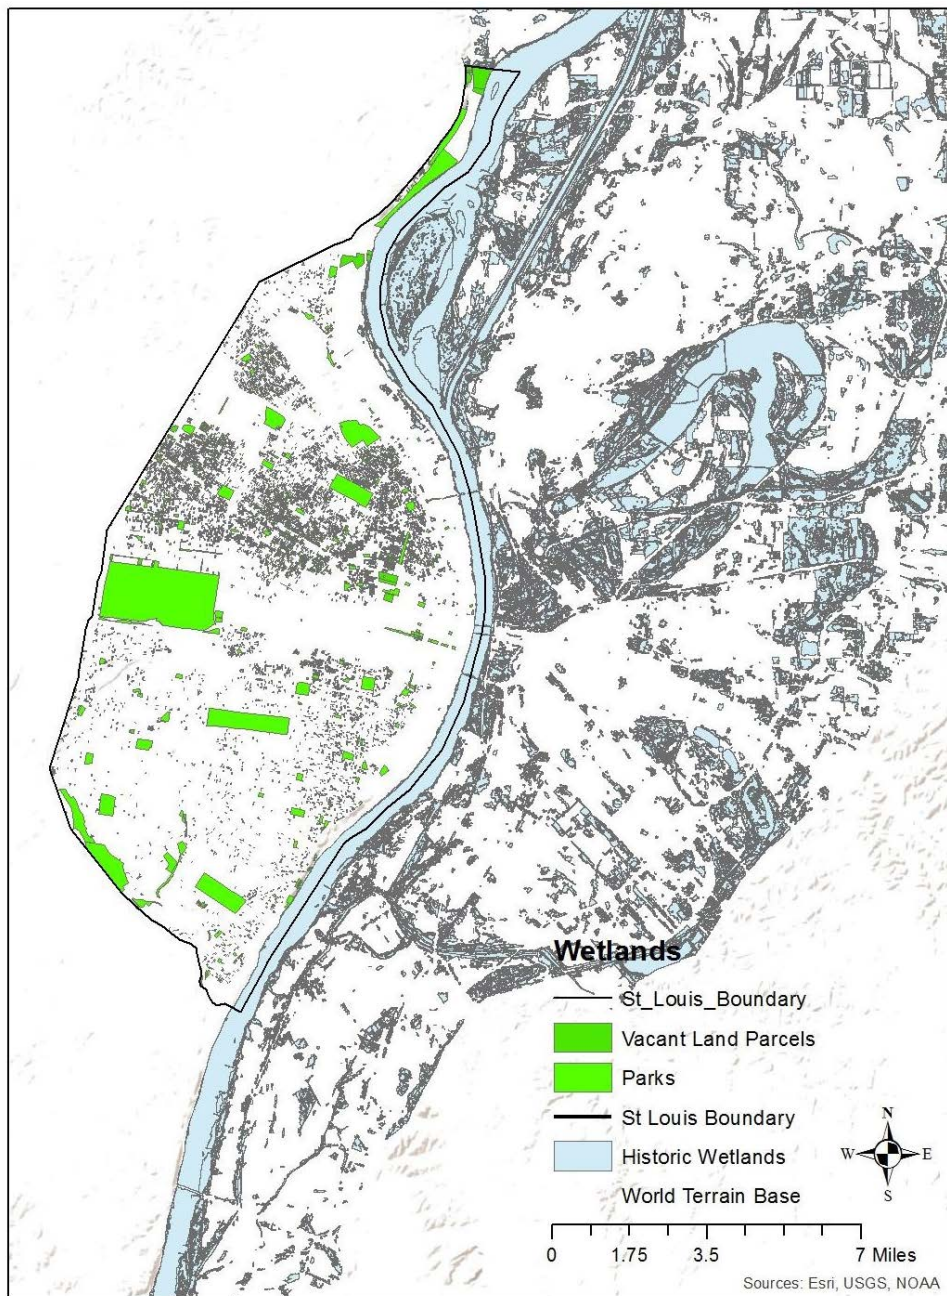 Wetlands
St_Louis_Boundary
Vacant Land Parcels
Parks
St Louis Boundary
Historic Wetlands
World Terrain Base
N
W E
S
0 1.75 3.5 7 Miles
Sources: Esri, USGS, NOAA